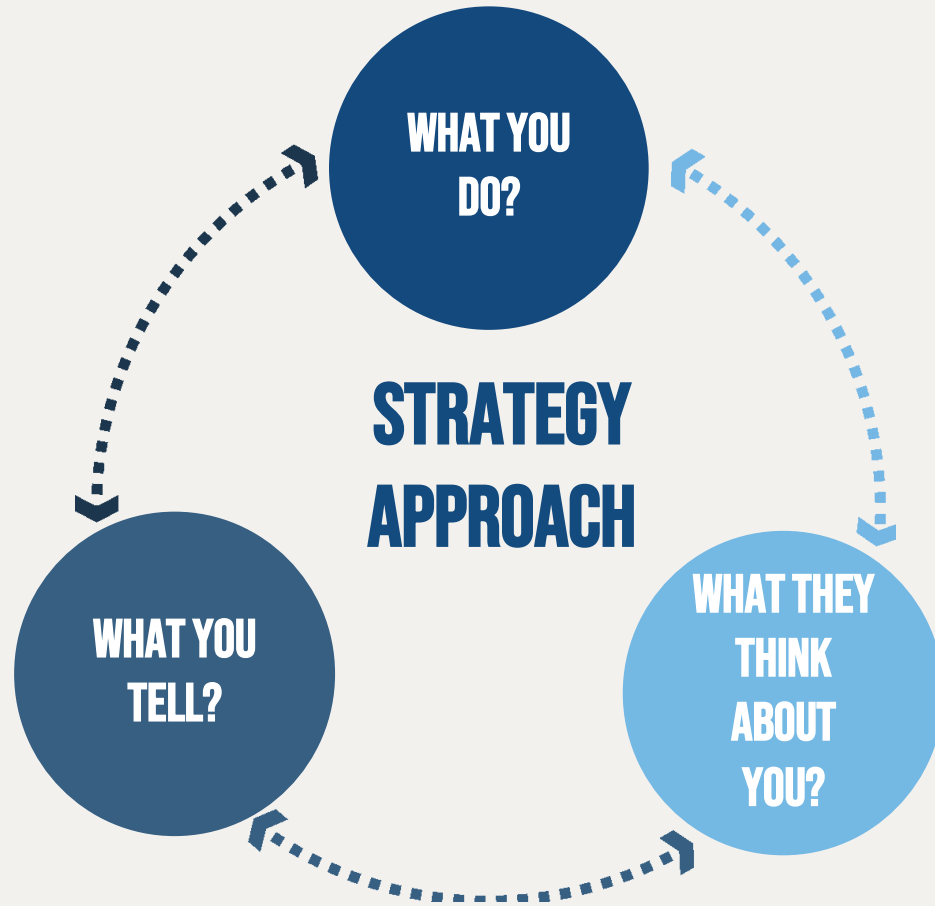 WHAT YOU
DO?
STRATEGY
APPROACH
WHAT YOU
TELL?
WHAT THEY
THINK
ABOUT
YOU?